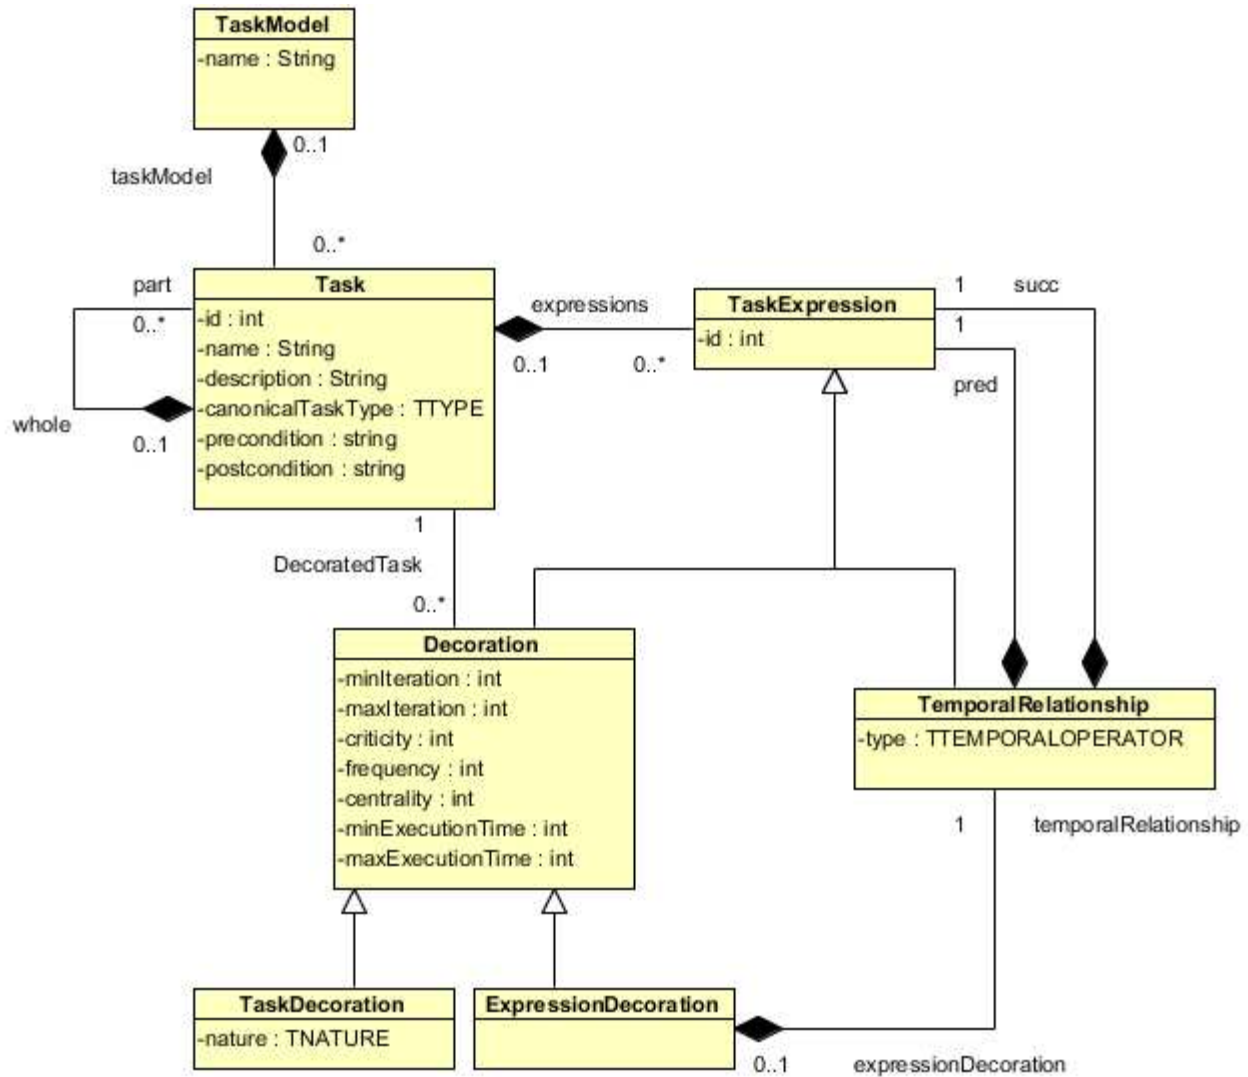 TaskModel
-name : String
0..1
taskModel
0..*
part
0..*
whole
0..1
Task
-id : int
-name : String
-description : String
-canonicalTaskType : TTYPE
-precondition : string
-postcondition : string
expressions
0..1
0..*
TaskExpression
-id : int
1
succ
1
pred
1
DecoratedTask
0..*
Decoration
-minIteration : int
-maxIteration : int
-criticity : int
-frequency : int
-centrality : int
-minExecutionTime : int
-maxExecutionTime : int
TemporalRelationship
-type : TTEMPORALOPERATOR
1
temporalRelationship
TaskDecoration
-nature : TNATURE
ExpressionDecoration
0..1
expressionDecoration